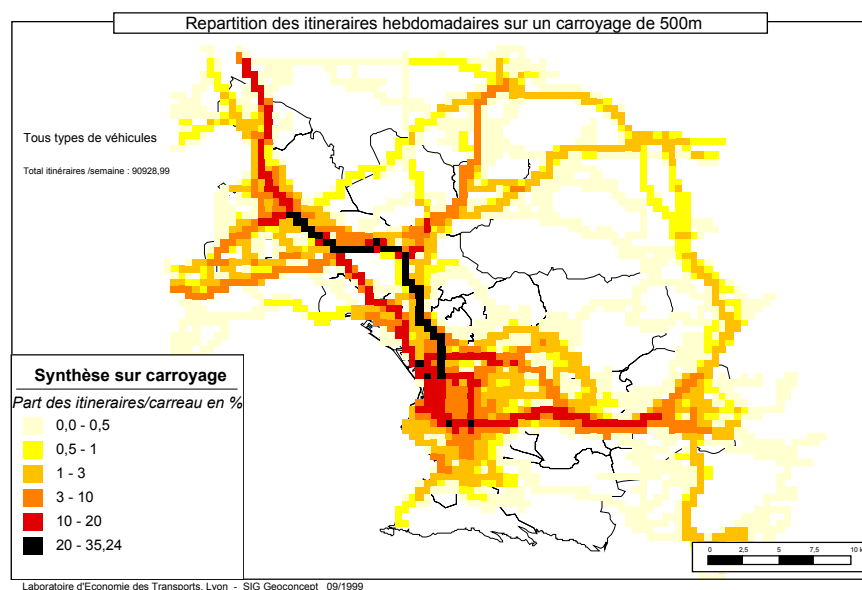 Repartition des itineraires hebdomadaires sur un carroyage de 500m
Tous types de véhicules
Total itinéraires /semaine : 90928,99
Synthèse sur carroyage
Part des itineraires/carreau en %
0,0 - 0,5
0,5 - 1
1 - 3
3 - 10
10 - 20
20 - 35,24
0 2,5 5 7,5 10 k
Laboratoire d'Economie des Transports, Lyon - SIG Geoconcept 09/1999